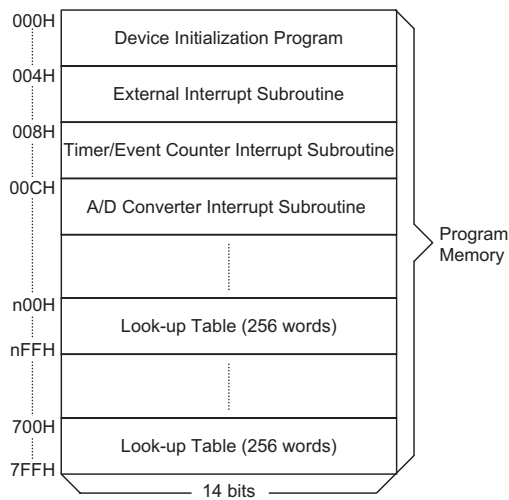 000H
Device Initialization Program
004H
External Interrupt Subroutine
008H
Timer/Event Counter Interrupt Subroutine
00CH
A/D Converter Interrupt Subroutine
Program
Memory
n00H
Look-up Table (256 words)
nFFH
700H
Look-up Table (256 words)
7FFH
14 bits